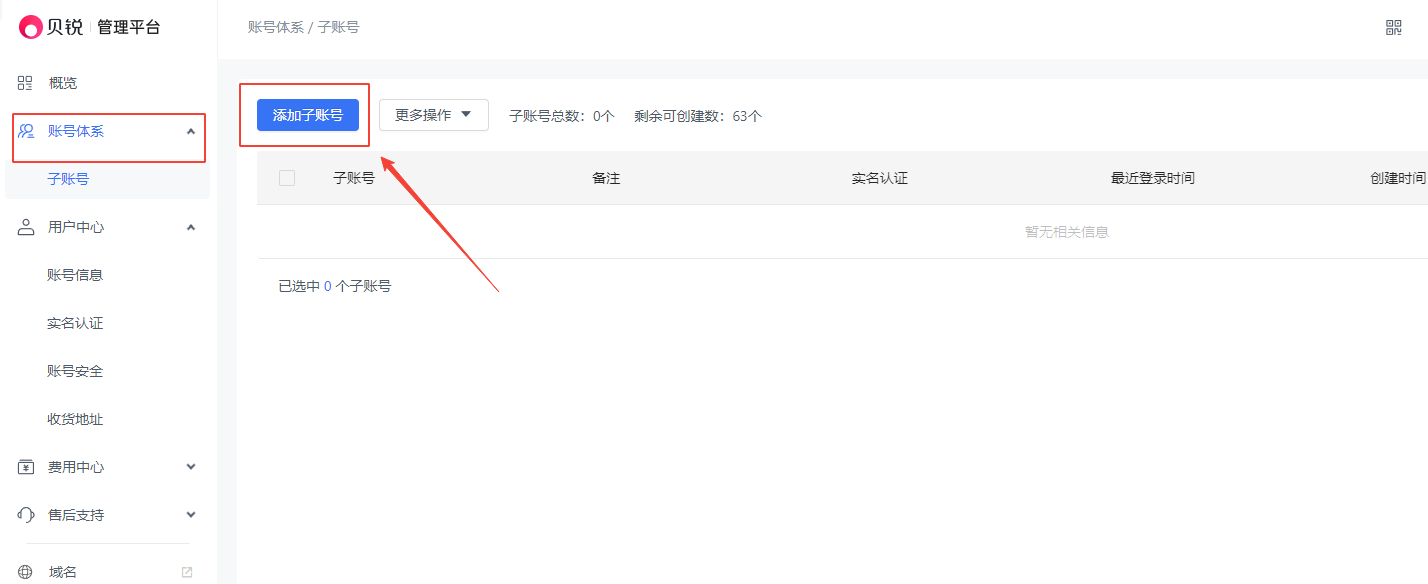 贝锐 管理平台
概览
账号体系
子账号
用户中心
账号信息
实名认证
账号安全
收货地址
费用中心
售后支持
域名
账号体系 / 子账号
添加子账号 更多操作 子账号总数：0个 剩余可创建数：63个
子账号 备注 实名认证 最近登录时间 创建时间
暂无相关信息
已选中 0 个子账号